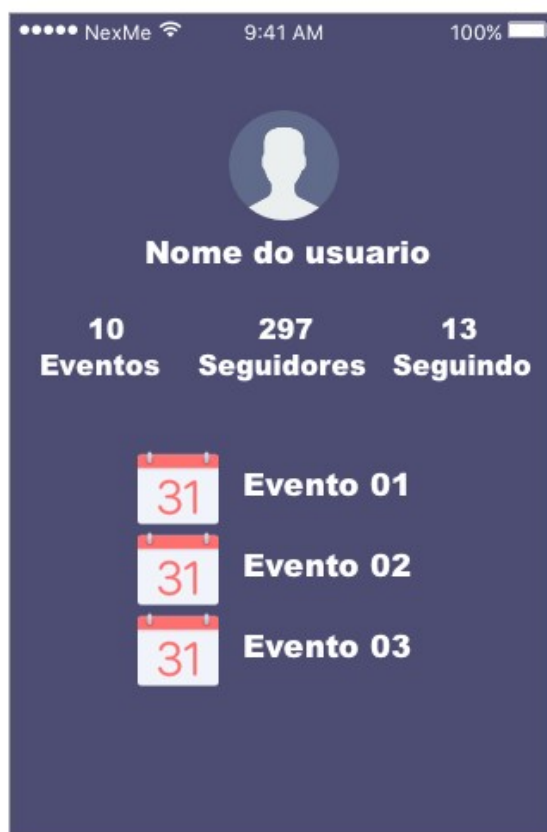 NexMe 9:41 AM 100%
Nome do usuario
10 297 13
Eventos Seguidores Seguindo
31 Evento 01
31 Evento 02
31 Evento 03